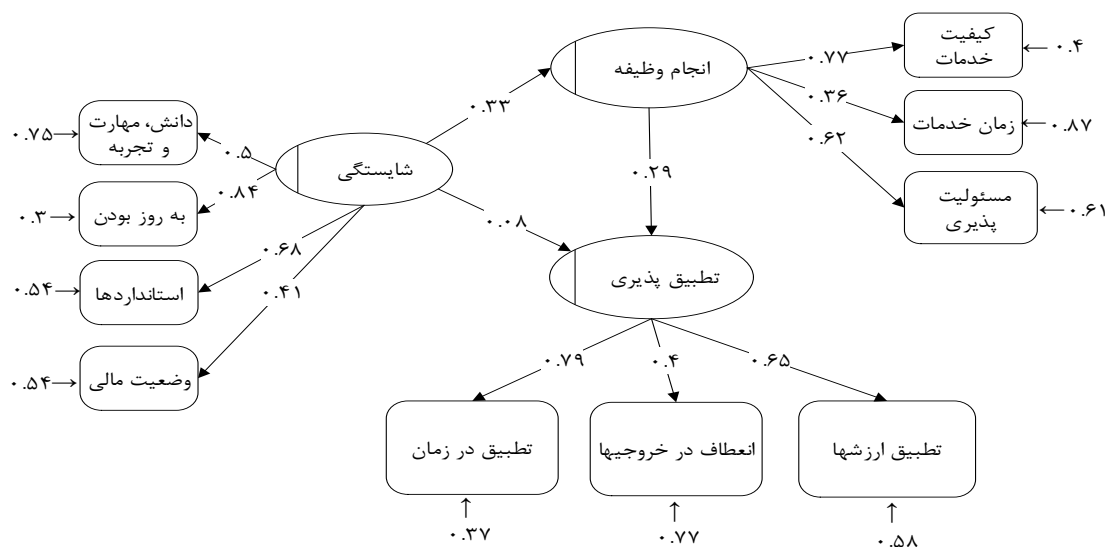 کیفیت
خدمات
۰.۴
۰.۷۷
انجام وظیفه
۰.۳۶
زمان خدمات
۰.۸۷
۰.۳۳
۰.۶۲
دانش، مهارت
و تجربه
۰.۷۵
۰.۵
شایستگی
۰.۲۹
مسئولیت
پذیری
۰.۶۱
۰.۸۴
به روز بودن
۰.۳
۰.۰۸
۰.۶۸
تطبیق پذیری
استانداردها
۰.۵۴
۰.۴۱
وضعیت مالی
۰.۵۴
۰.۷۹
۰.۴
۰.۶۵
تطبیق ارزشها
انعطاف در خروجیها
تطبیق در زمان
۰.۳۷
۰.۷۷
۰.۵۸